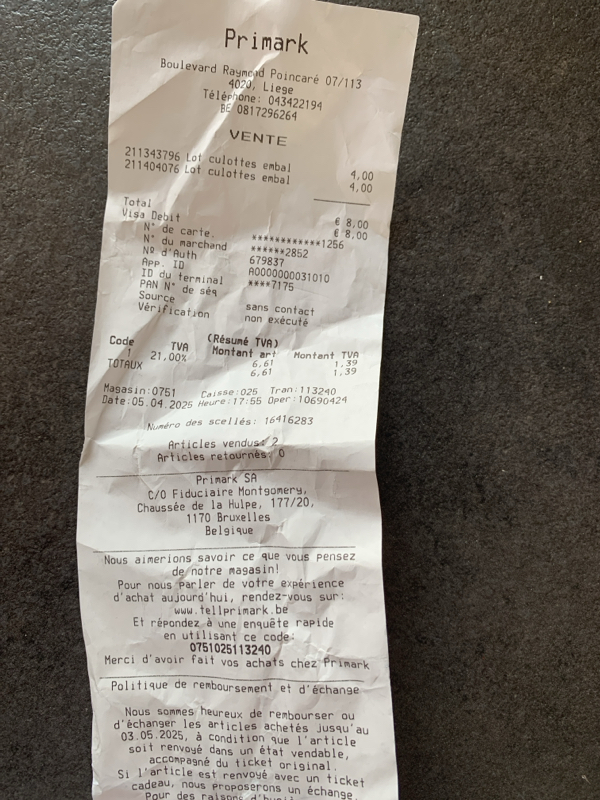 Primark
Boulevard Raymond Poincaré 07/113
4020, Liege
Téléphone: 043422194
BE 0817296264
VENTE
211343796 Lot culottes embal 4,00
211404076 Lot culottes embal 4,00
Total € 8,00
Visa Debit € 8,00
N° de carte. ************1256
N° du marchand ******2852
Nº d'Auth 679837
App. ID A0000000031010
ID du terminal ****7175
PAN N° de séq
Source sans contact
Vérification non exécuté
(Résumé TVA)
Code TVA Montant art Montant TVA
1 21,00% 6,61 1,39
TOTAUX 6,61 1,39
Magasin:0751 Caisse:025 Tran:113240
Date:05.04.2025 Heure:17:55 Oper:10690424
Numéro des scellés: 16416283
Articles vendus: 2
Articles retournés: 0
Primark SA
C/O Fiduciaire Montgomery,
Chaussée de la Hulpe, 177/20,
1170 Bruxelles
Belgique
Nous aimerions savoir ce que vous pensez
de notre magasin!
Pour nous parler de votre expérience
d'achat aujourd'hui, rendez-vous sur:
www.tellprimark.be
Et répondez à une enquête rapide
en utilisant ce code:
0751025113240
Merci d'avoir fait vos achats chez Primark
Politique de remboursement et d'échange
Nous sommes heureux de rembourser ou
d'échanger les articles achetés jusqu'au
03.05.2025, à condition que l'article
soit renvoyé dans un état vendable,
accompagné du ticket original.
Si l'article est renvoyé avec un ticket
cadeau, nous proposerons un échange.
Pour des raisons